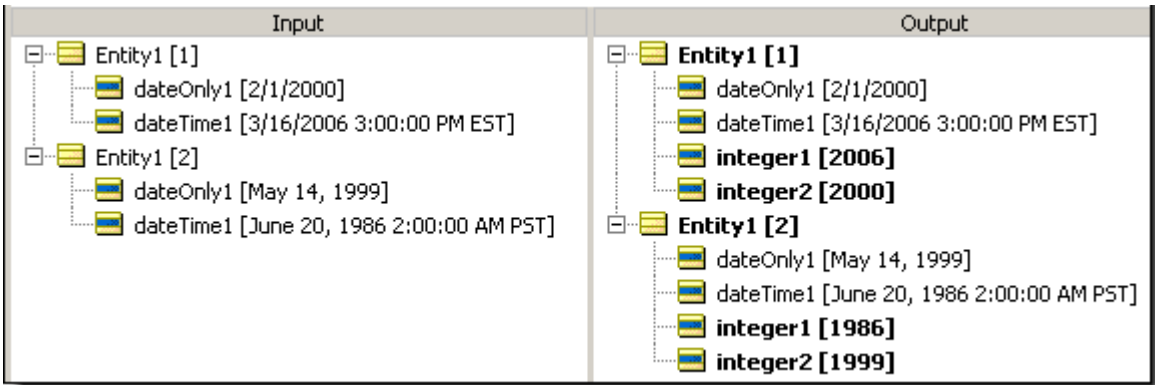 Input
Entity1 [1]
dateOnly1 [2/1/2000]
dateTime1 [3/16/2006 3:00:00 PM EST]
Entity1 [2]
dateOnly1 [May 14, 1999]
dateTime1 [June 20, 1986 2:00:00 AM PST]
Output
Entity1 [1]
dateOnly1 [2/1/2000]
dateTime1 [3/16/2006 3:00:00 PM EST]
integer1 [2006]
integer2 [2000]
Entity1 [2]
dateOnly1 [May 14, 1999]
dateTime1 [June 20, 1986 2:00:00 AM PST]
integer1 [1986]
integer2 [1999]